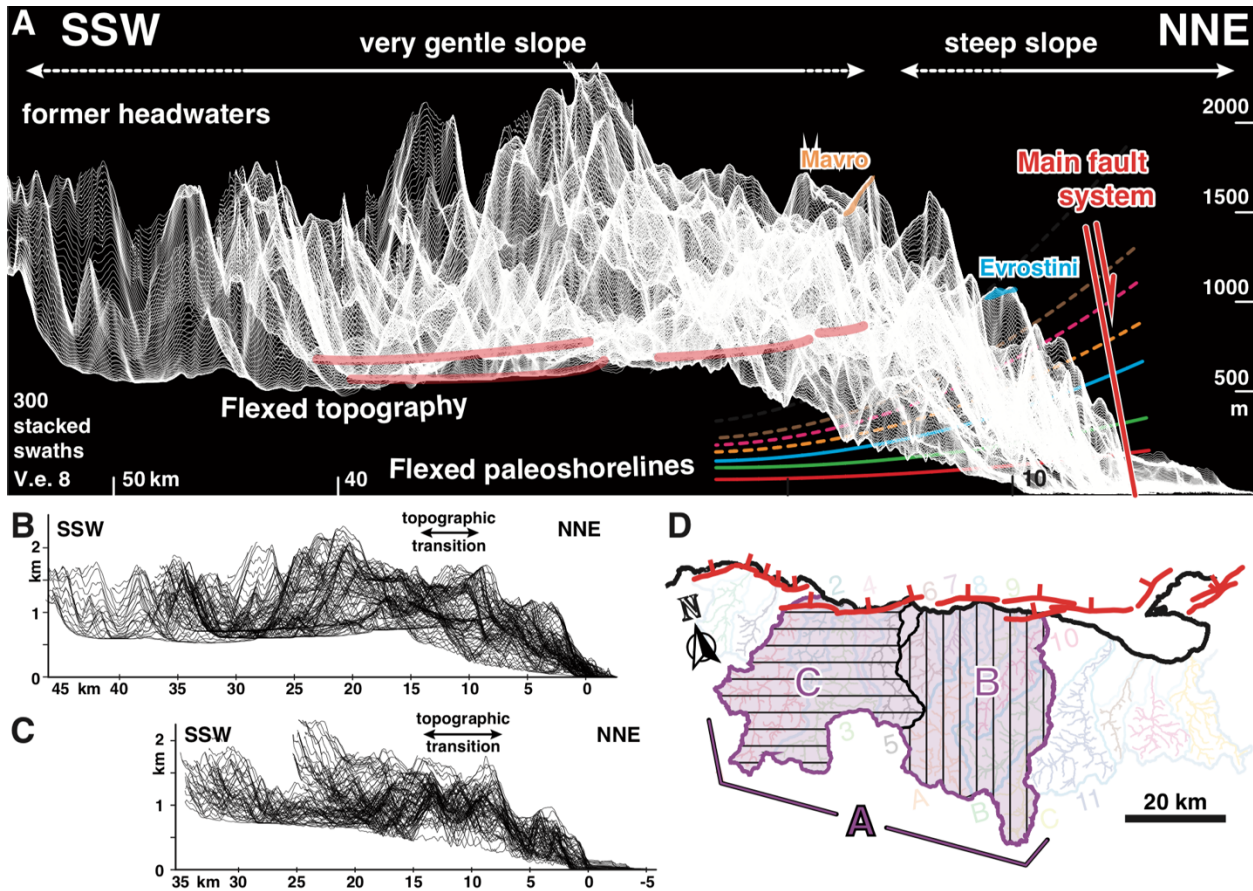 A
SSW
NNE
very gentle slope
steep slope
former headwaters
2000
Mavro
Main fault
system
1500
Evrostini
1000
500
m
Flexed topography
300
stacked
swaths
V.e. 8
Flexed paleoshorelines
50 km
40
10
B
SSW
topographic
transition
NNE
2
km
1
0
45 km 40 35 30 25 20 15 10 5 0
C
SSW
topographic
transition
NNE
2
km
1
0
35 km 30 25 20 15 10 5 0 -5
D
N
2
4
6
7
8
9
10
C
B
3
5
A
B
C
11
A
20 km